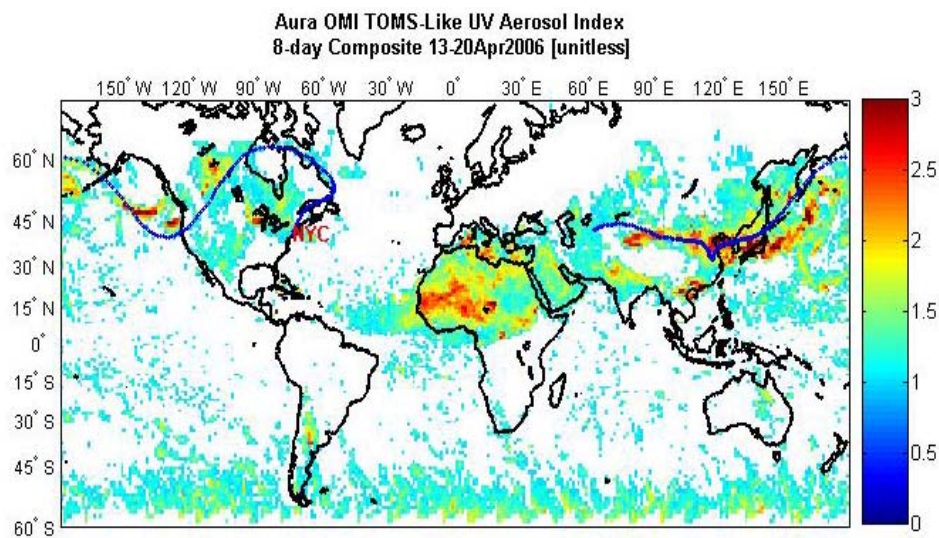 Aura OMI TOMS-Like UV Aerosol Index
8-day Composite 13-20Apr2006 [unitless]
150° W 120° W 90° W 60° W 30° W 0° 30° E 60° E 90° E 120° E 150° E
60° N
45° N
30° N
15° N
0°
15° S
30° S
45° S
60° S
NYC
3
2.5
2
1.5
1
0.5
0